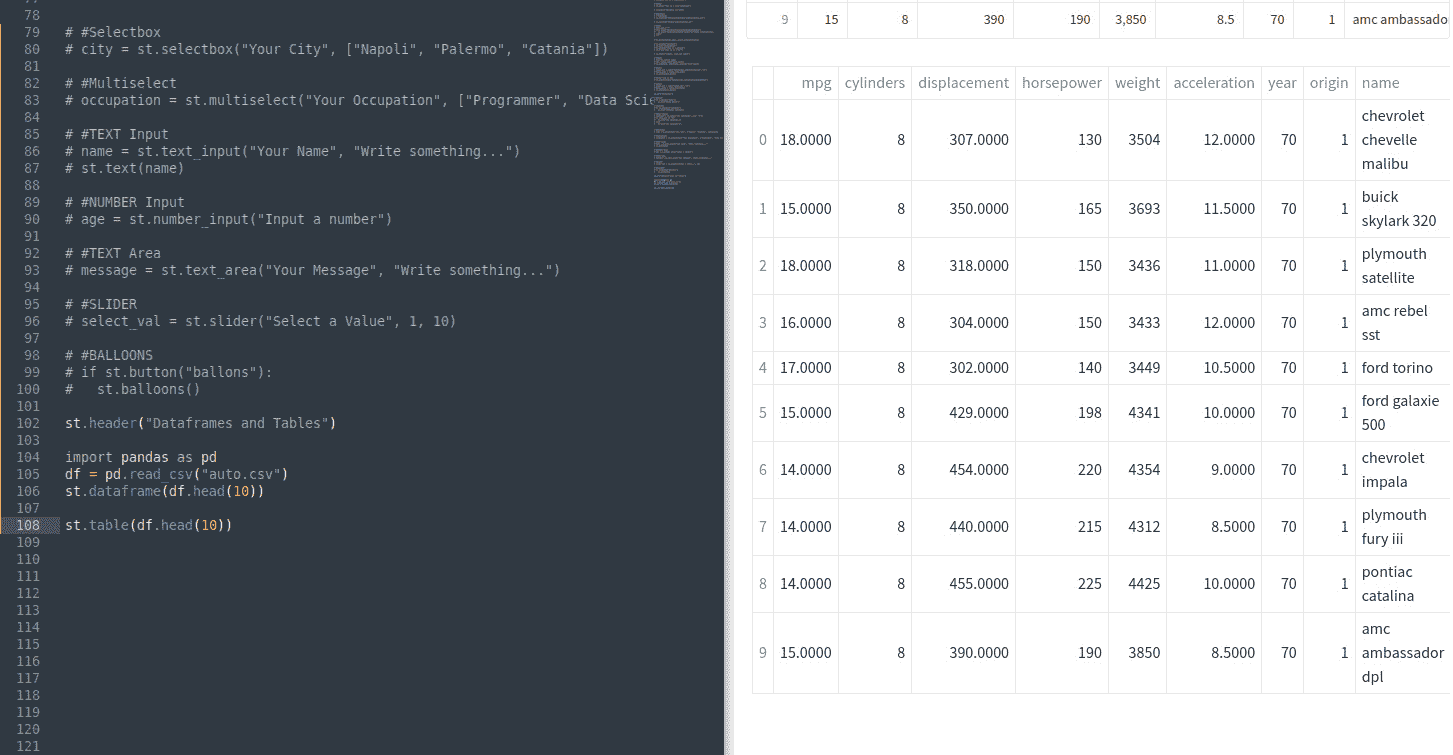 78
79 # #Selectbox
80 # city = st.selectbox("Your City", ["Napoli", "Palermo", "Catania"])
81
82 # #Multiselect
83 # occupation = st.multiselect("Your Occupation", ["Programmer", "Data Scie
84
85 # #TEXT Input
86 # name = st.text_input("Your Name", "Write something...")
87 # st.text(name)
88
89 # #NUMBER Input
90 # age = st.number_input("Input a number")
91
92 # #TEXT Area
93 # message = st.text_area("Your Message", "Write something...")
94
95 # #SLIDER
96 # select_val = st.slider("Select a Value", 1, 10)
97
98 # #BALLOONS
99 # if st.button("ballons"):
100 #   st.balloons()
101
102 st.header("Dataframes and Tables")
103
104 import pandas as pd
105 df = pd.read_csv("auto.csv")
106 st.dataframe(df.head(10))
107
108 st.table(df.head(10))
109
110
111
112
113
114
115
116
117
118
119
120
121
9 15 8 390 190 3,850 8.5 70 1 amc ambassado
mpg cylinders displacement horsepower weight acceleration year origin name
0 18.0000 8 307.0000 130 3504 12.0000 70 1 chevrolet
chevelle
malibu
1 15.0000 8 350.0000 165 3693 11.5000 70 1 buick
skylark 320
2 18.0000 8 318.0000 150 3436 11.0000 70 1 plymouth
satellite
3 16.0000 8 304.0000 150 3433 12.0000 70 1 amc rebel
sst
4 17.0000 8 302.0000 140 3449 10.5000 70 1 ford torino
5 15.0000 8 429.0000 198 4341 10.0000 70 1 ford galaxie
500
6 14.0000 8 454.0000 220 4354 9.0000 70 1 chevrolet
impala
7 14.0000 8 440.0000 215 4312 8.5000 70 1 plymouth
fury iii
8 14.0000 8 455.0000 225 4425 10.0000 70 1 pontiac
catalina
9 15.0000 8 390.0000 190 3850 8.5000 70 1 amc
ambassador
dpl